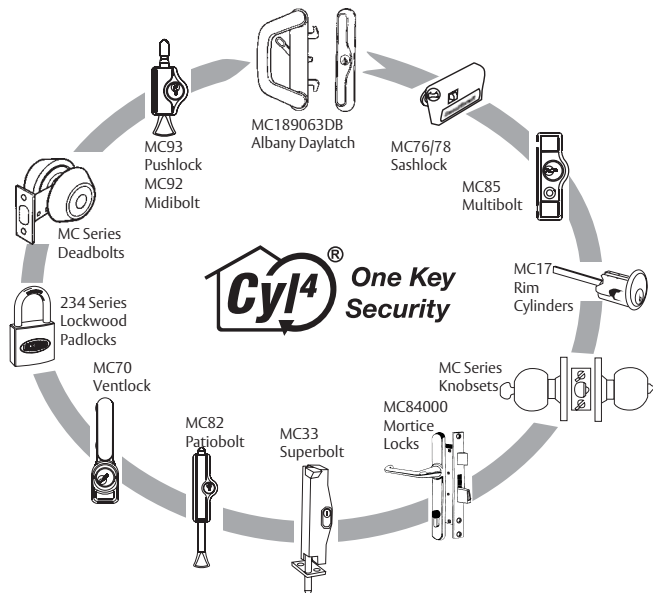 MC189063DB
Albany Daylatch
MC76/78
Sashlock
MC85
Multibolt
MC17
Rim
Cylinders
MC Series
Knobsets
MC84000
Mortice
Locks
MC33
Superbolt
MC82
Patiobolt
MC70
Ventlock
234 Series
Lockwood
Padlocks
MC Series
Deadbolts
MC93
Pushlock
MC92
Midibolt
Cyl4®
One Key
Security